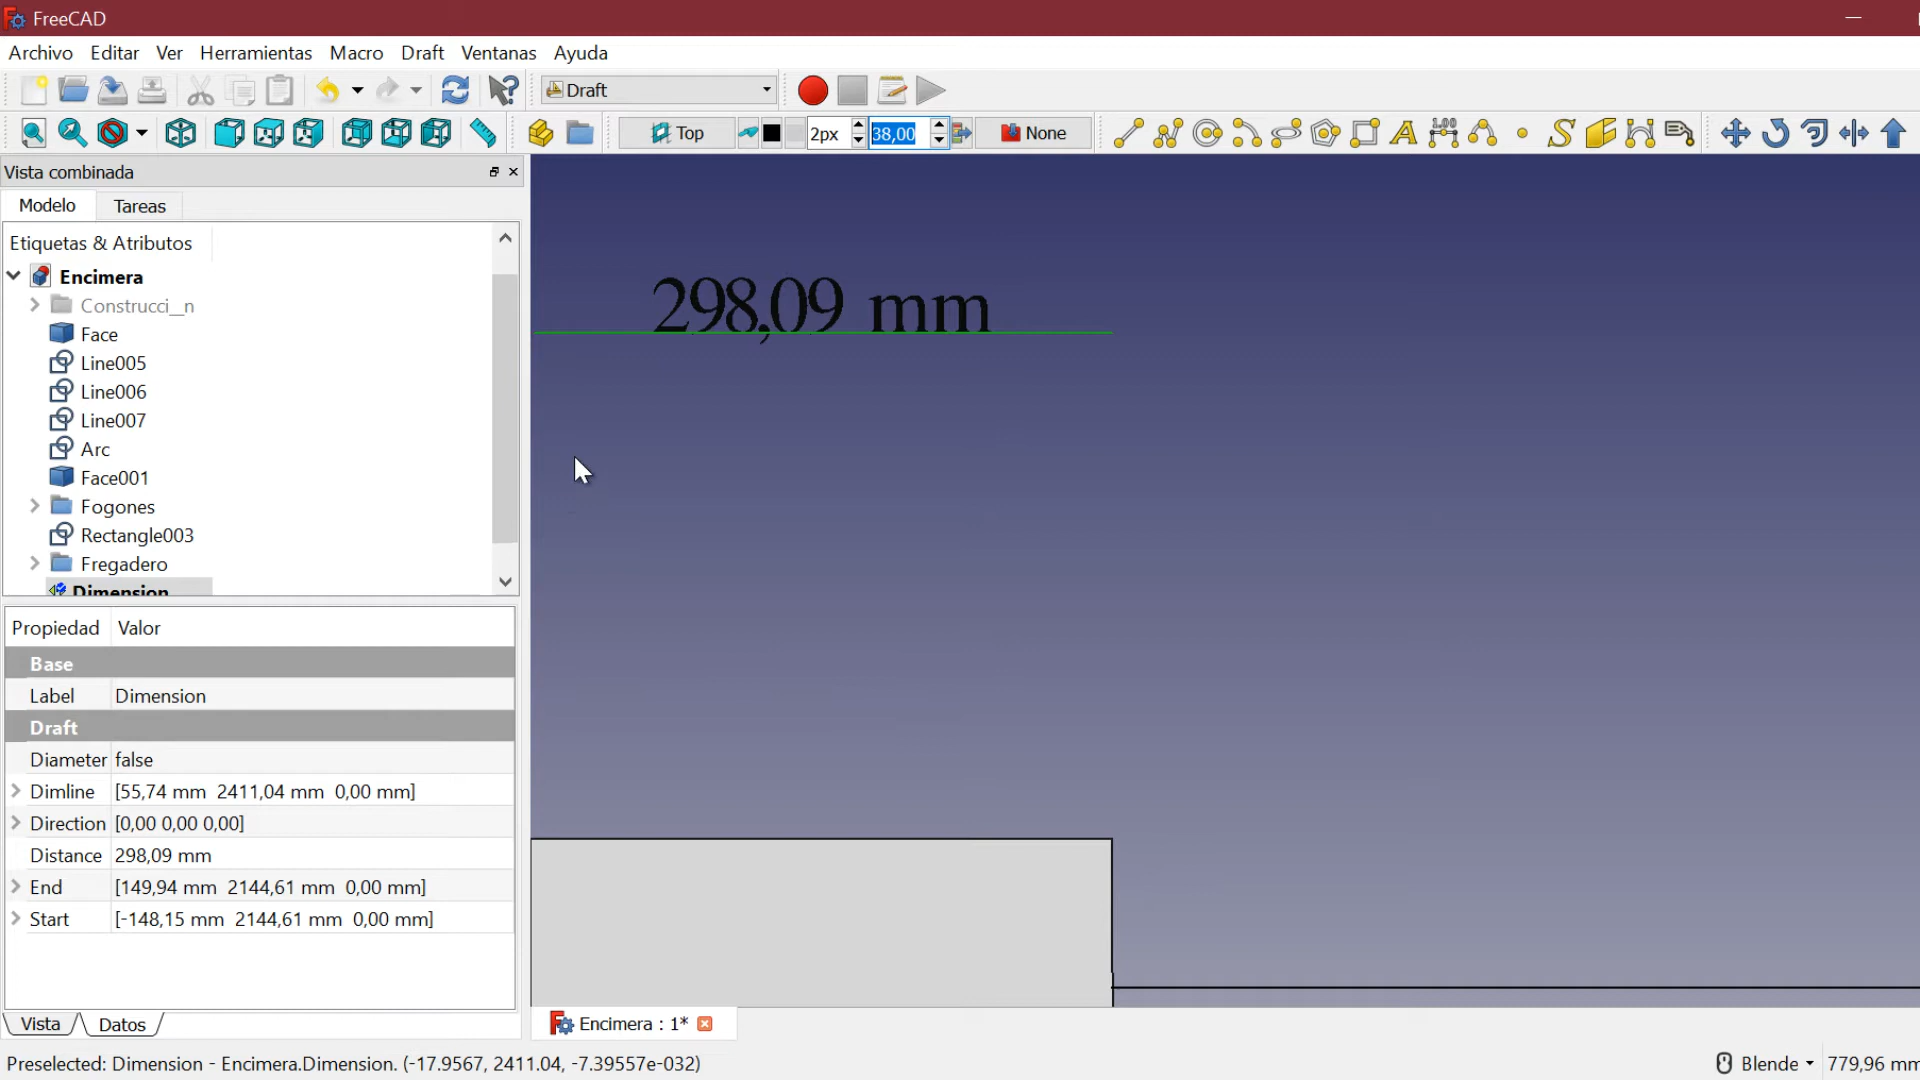 FreeCAD
Archivo Editar Ver Herramientas Macro Draft Ventanas Ayuda
Draft
Top 2px 38,00 None
1.00
Vista combinada
Modelo Tareas
Etiquetas & Atributos
Encimera
Construcci__n
Face
Line005
Line006
Line007
Arc
Face001
Fogones
Rectangle003
Fregadero
Dimension
298,09 mm
Propiedad Valor
Base
Label Dimension
Draft
Diameter false
Dimline [55,74 mm 2411,04 mm 0,00 mm]
Direction [0,00 0,00 0,00]
Distance 298,09 mm
End [149,94 mm 2144,61 mm 0,00 mm]
Start [-148,15 mm 2144,61 mm 0,00 mm]
Vista Datos
Encimera : 1*
Preselected: Dimension - Encimera.Dimension. (-17.9567, 2411.04, -7.39557e-032)
Blende 779,96 mm